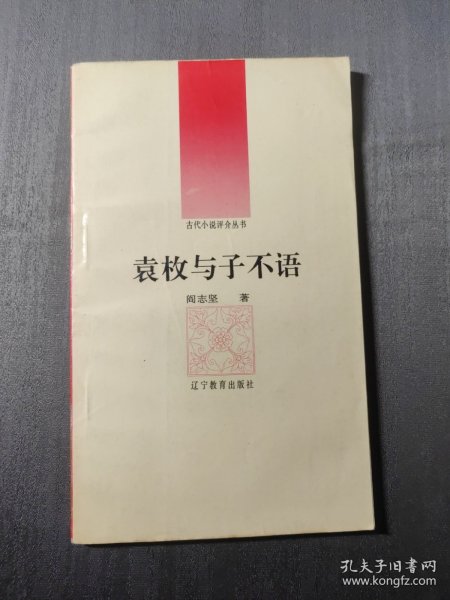 古代小说评介丛书
袁枚与子不语
阎志坚 著
辽宁教育出版社
孔夫子旧书网
www.kongfz.com